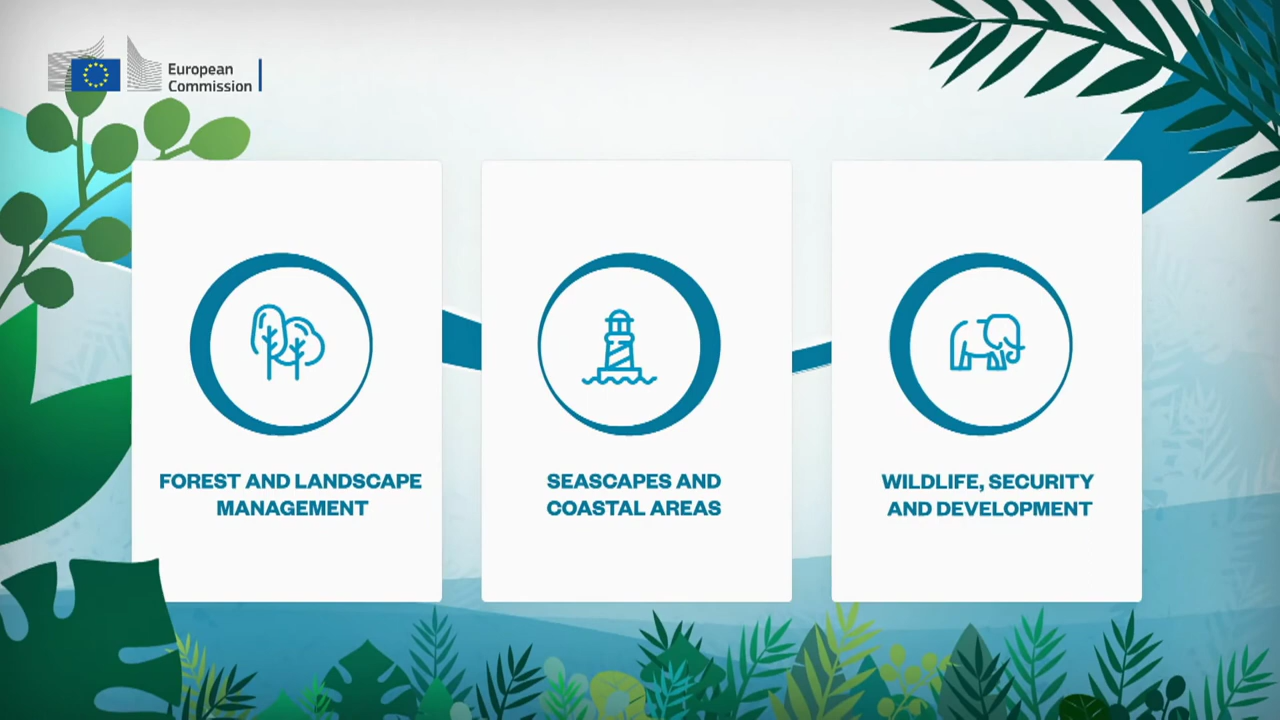 European
Commission
FOREST AND LANDSCAPE
MANAGEMENT
SEASCAPES AND
COASTAL AREAS
WILDLIFE, SECURITY
AND DEVELOPMENT